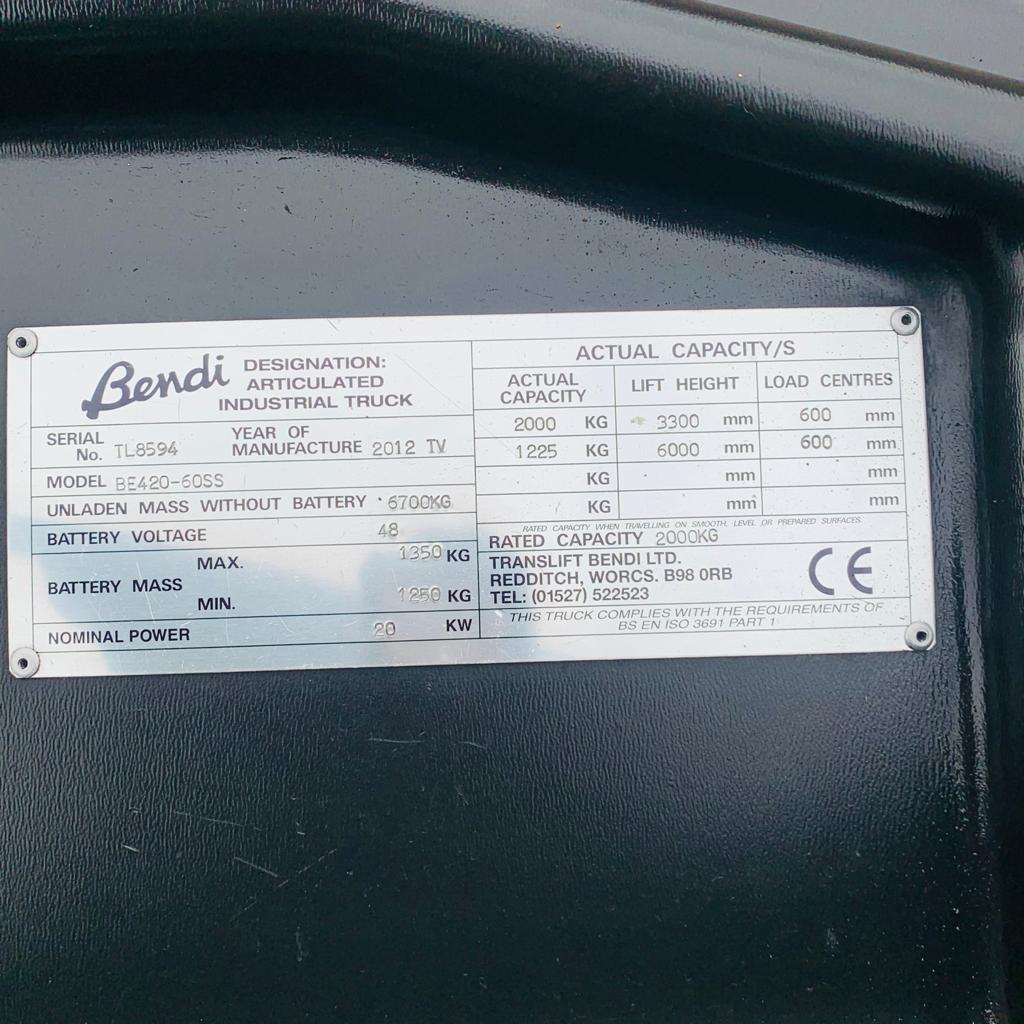 Bendi
DESIGNATION:
ARTICULATED
INDUSTRIAL TRUCK
SERIAL No. TL8594 YEAR OF MANUFACTURE 2012 TV
MODEL BE420-60SS
UNLADEN MASS WITHOUT BATTERY 6700KG
BATTERY VOLTAGE 48
BATTERY MASS MAX. 1350 KG
MIN. 1250 KG
NOMINAL POWER 20 KW
ACTUAL CAPACITY/S
ACTUAL CAPACITY LIFT HEIGHT LOAD CENTRES
2000 KG 3300 mm 600 mm
1225 KG 6000 mm 600 mm
KG mm mm
KG mm mm
RATED CAPACITY WHEN TRAVELLING ON SMOOTH, LEVEL ,OR PREPARED SURFACES.
RATED CAPACITY 2000KG
TRANSLIFT BENDI LTD.
REDDITCH, WORCS. B98 0RB
TEL: (01527) 522523
CE
THIS TRUCK COMPLIES WITH THE REQUIREMENTS OF
BS EN ISO 3691 PART 1